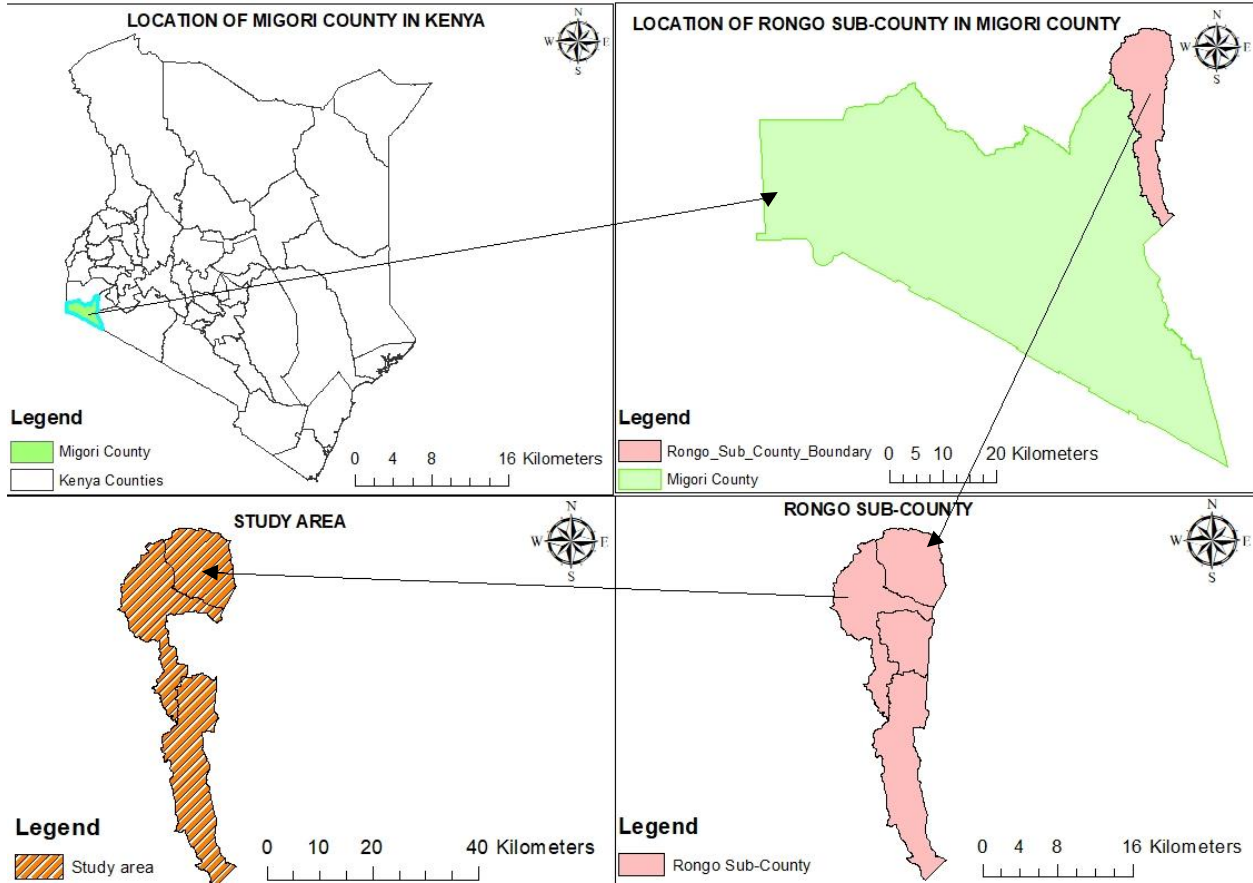 LOCATION OF MIGORI COUNTY IN KENYA
N
W E
S
Legend
Migori County
Kenya Counties
0 4 8 16 Kilometers
LOCATION OF RONGO SUB-COUNTY IN MIGORI COUNTY
N
W E
S
Legend
Rongo_Sub_County_Boundary
Migori County
0 5 10 20 Kilometers
STUDY AREA
N
W E
S
Legend
Study area
0 10 20 40 Kilometers
RONGO SUB-COUNTY
N
W E
S
Legend
Rongo Sub-County
0 4 8 16 Kilometers